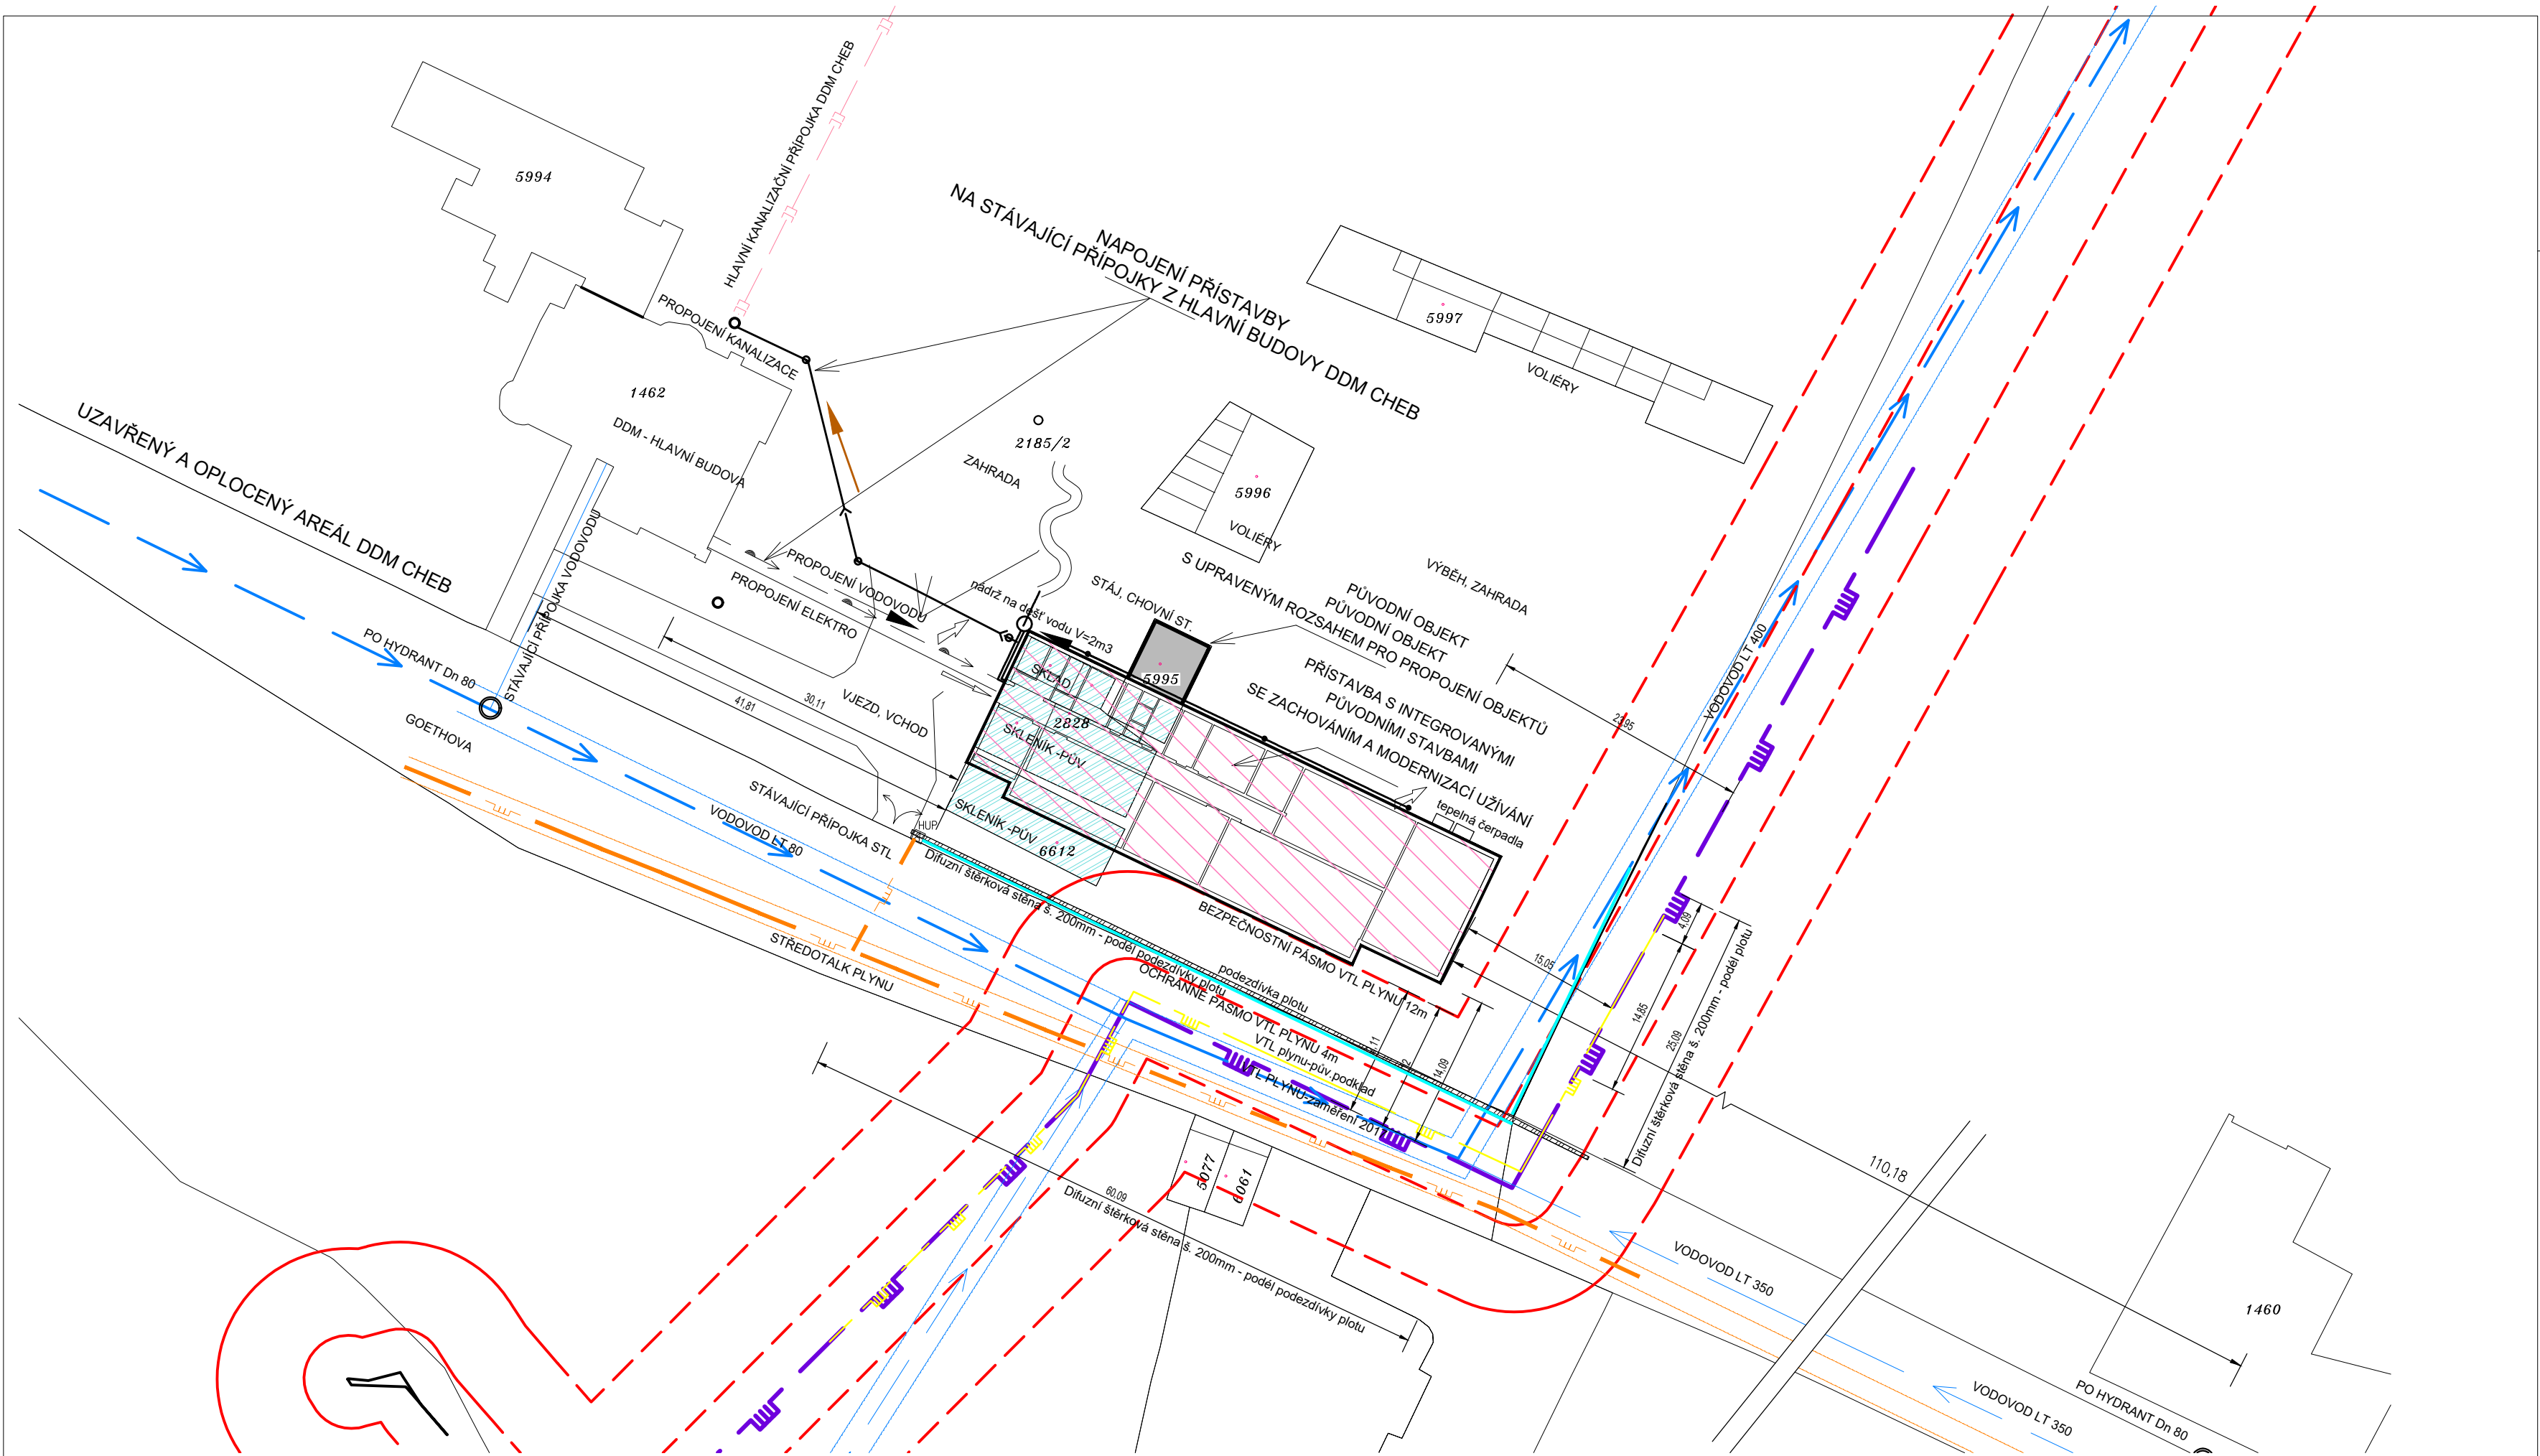 HLAVNÍ KANALIZAČNÍ PŘÍPOJKA DDM CHEB
5994
NAPOJENÍ PŘÍSTAVBY
NA STÁVAJÍCÍ PŘÍPOJKY Z HLAVNÍ BUDOVY DDM CHEB
5997
VOLIÉRY
PROPOJENÍ KANALIZACE
1462
DDM - HLAVNÍ BUDOVA
UZAVŘENÝ A OPLOCENÝ AREÁL DDM CHEB
2185/2
ZAHRADA
5996
VOLIÉRY
STÁVAJÍCÍ PŘÍPOJKA VODOVODU
PROPOJENÍ VODOVODU
PROPOJENÍ ELEKTRO
nádrž na dešť vodu V=2m3
STÁJ, CHOVNÍ ST.
5995
VÝBĚH, ZAHRADA
PŮVODNÍ OBJEKT
PŮVODNÍ OBJEKT
S UPRAVENÝM ROZSAHEM PRO PROPOJENÍ OBJEKTŮ
PŘÍSTAVBA S INTEGROVANÝMI
PŮVODNÍMI STAVBAMI
SE ZACHOVÁNÍM A MODERNIZACÍ UŽÍVÁNÍ
tepelná čerpadla
23,95
VODOVOD LT 400
PO HYDRANT Dn 80
GOETHOVA
41,81
30,11
VJEZD, VCHOD
SKLAD
2828
SKLENÍK -PŮV
SKLENÍK -PŮV
6612
STÁVAJÍCÍ PŘÍPOJKA STL
HUP
VODOVOD LT 80
STŘEDOTALK PLYNU
Difuzní štěrková stěna š. 200mm - podél podezdívky plotu
BEZPEČNOSTNÍ PÁSMO VTL PLYNU 12m
podezdívka plotu
OCHRANNÉ PÁSMO VTL PLYNU 4m
VTL plynu-pův.podklad
14,09
15,05
4,09
14,85
25,09
Difuzní štěrková stěna š. 200mm - podél plotu
5077
6061
60,09
Difuzní štěrková stěna š. 200mm - podél podezdívky plotu
110,18
VODOVOD LT 350
1460
VODOVOD LT 350
PO HYDRANT Dn 80